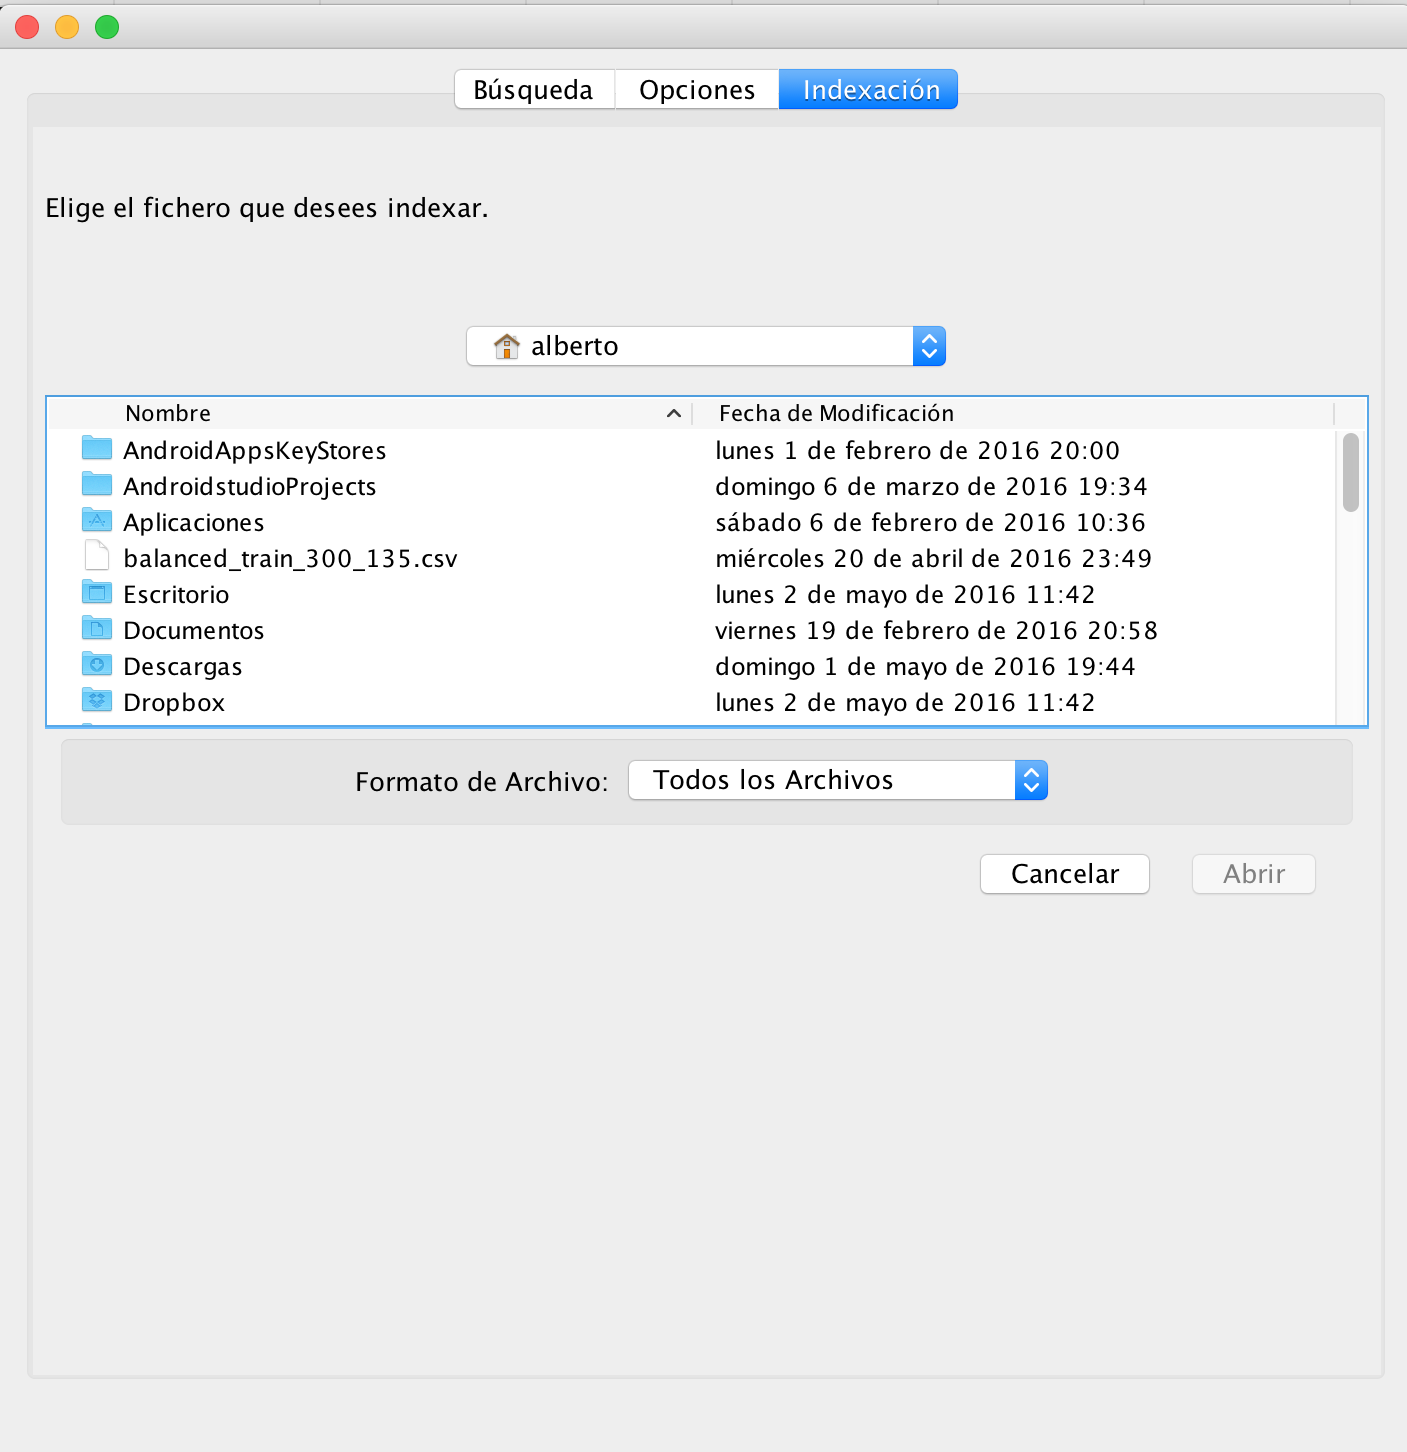 Búsqueda Opciones Indexación
Elige el fichero que desees indexar.
alberto
Nombre Fecha de Modificación
AndroidAppsKeyStores lunes 1 de febrero de 2016 20:00
AndroidstudioProjects domingo 6 de marzo de 2016 19:34
Aplicaciones sábado 6 de febrero de 2016 10:36
balanced_train_300_135.csv miércoles 20 de abril de 2016 23:49
Escritorio lunes 2 de mayo de 2016 11:42
Documentos viernes 19 de febrero de 2016 20:58
Descargas domingo 1 de mayo de 2016 19:44
Dropbox lunes 2 de mayo de 2016 11:42
Formato de Archivo: Todos los Archivos
Cancelar Abrir